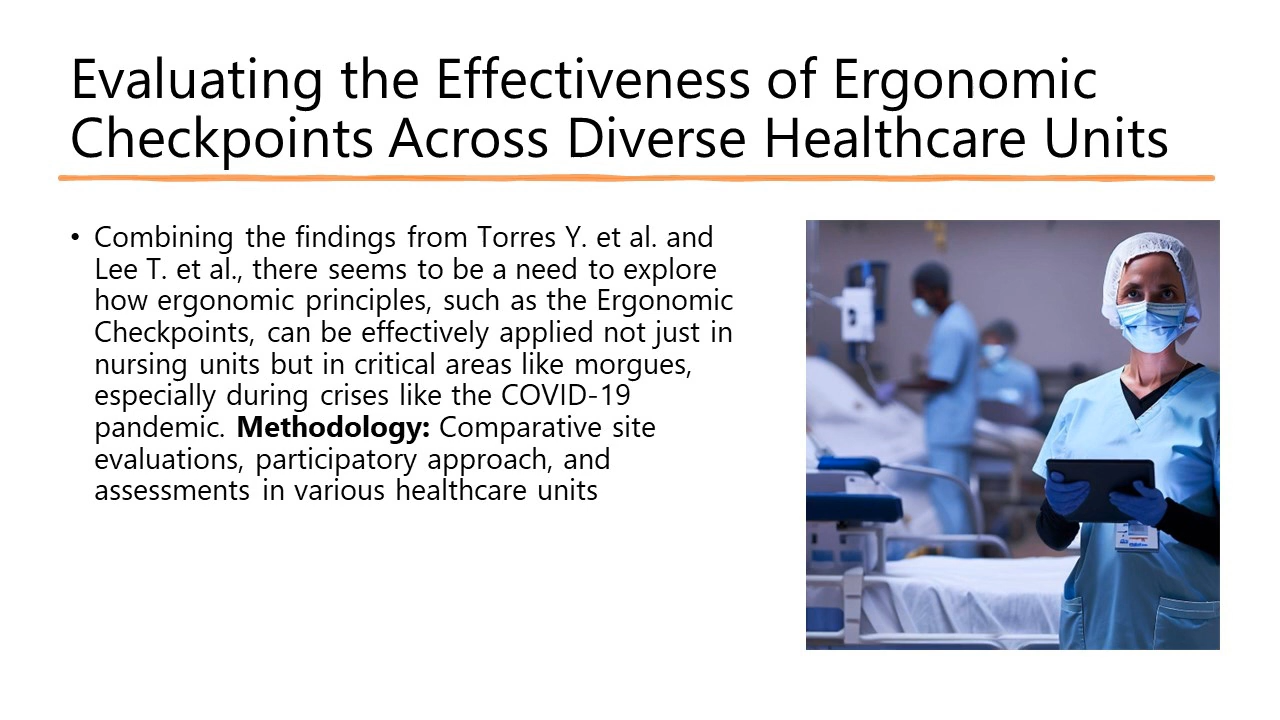 Evaluating the Effectiveness of Ergonomic
Checkpoints Across Diverse Healthcare Units
• Combining the findings from Torres Y. et al. and
Lee T. et al., there seems to be a need to explore
how ergonomic principles, such as the Ergonomic
Checkpoints, can be effectively applied not just in
nursing units but in critical areas like morgues,
especially during crises like the COVID-19
pandemic. Methodology: Comparative site
evaluations, participatory approach, and
assessments in various healthcare units